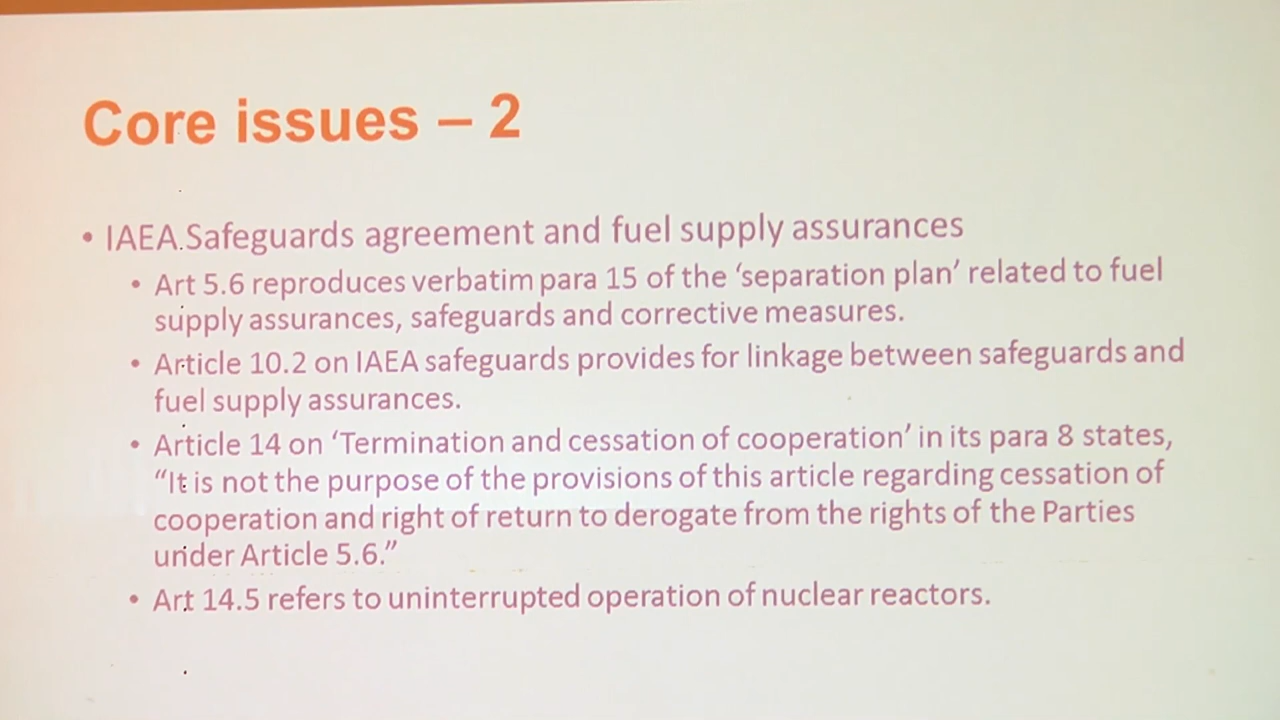 Core issues – 2
• IAEA Safeguards agreement and fuel supply assurances
• Art 5.6 reproduces verbatim para 15 of the ‘separation plan’ related to fuel
supply assurances, safeguards and corrective measures.
• Article 10.2 on IAEA safeguards provides for linkage between safeguards and
fuel supply assurances.
• Article 14 on ‘Termination and cessation of cooperation’ in its para 8 states,
“It is not the purpose of the provisions of this article regarding cessation of
cooperation and right of return to derogate from the rights of the Parties
under Article 5.6.”
• Art 14.5 refers to uninterrupted operation of nuclear reactors.